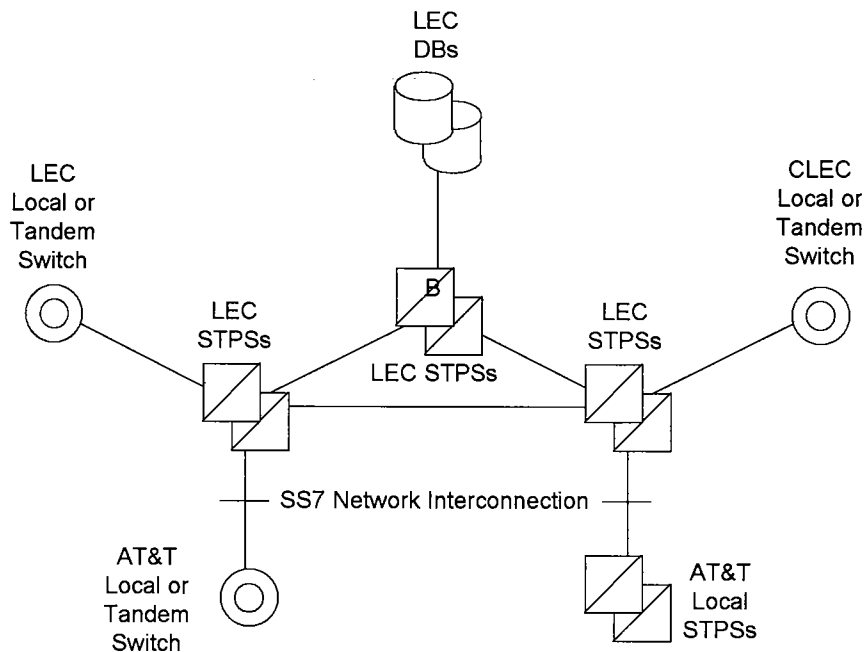 LEC
DBs
LEC
Local or
Tandem
Switch
CLEC
Local or
Tandem
Switch
B
LEC
STPSs
LEC STPSs
LEC
STPSs
SS7 Network Interconnection
AT&T
Local or
Tandem
Switch
AT&T
Local
STPSs